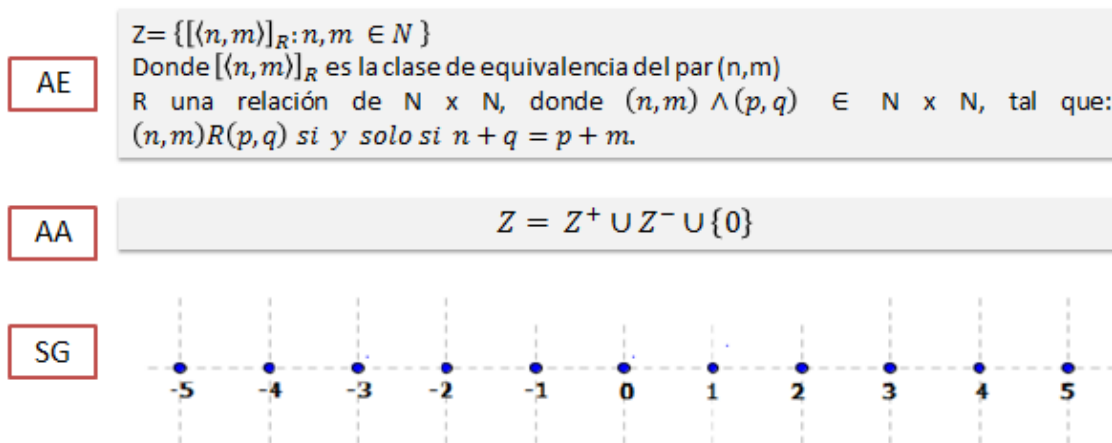 AE
Z= {[⟨n,m⟩]_R: n,m ∈ N }
Donde [⟨n,m⟩]_R es la clase de equivalencia del par (n,m)
R una relación de N x N, donde (n,m) ∧ (p,q) ∈ N x N, tal que:
(n,m)R(p,q) si y solo si n + q = p + m.
AA
Z = Z⁺ ∪ Z⁻ ∪ {0}
SG
-5 -4 -3 -2 -1 0 1 2 3 4 5